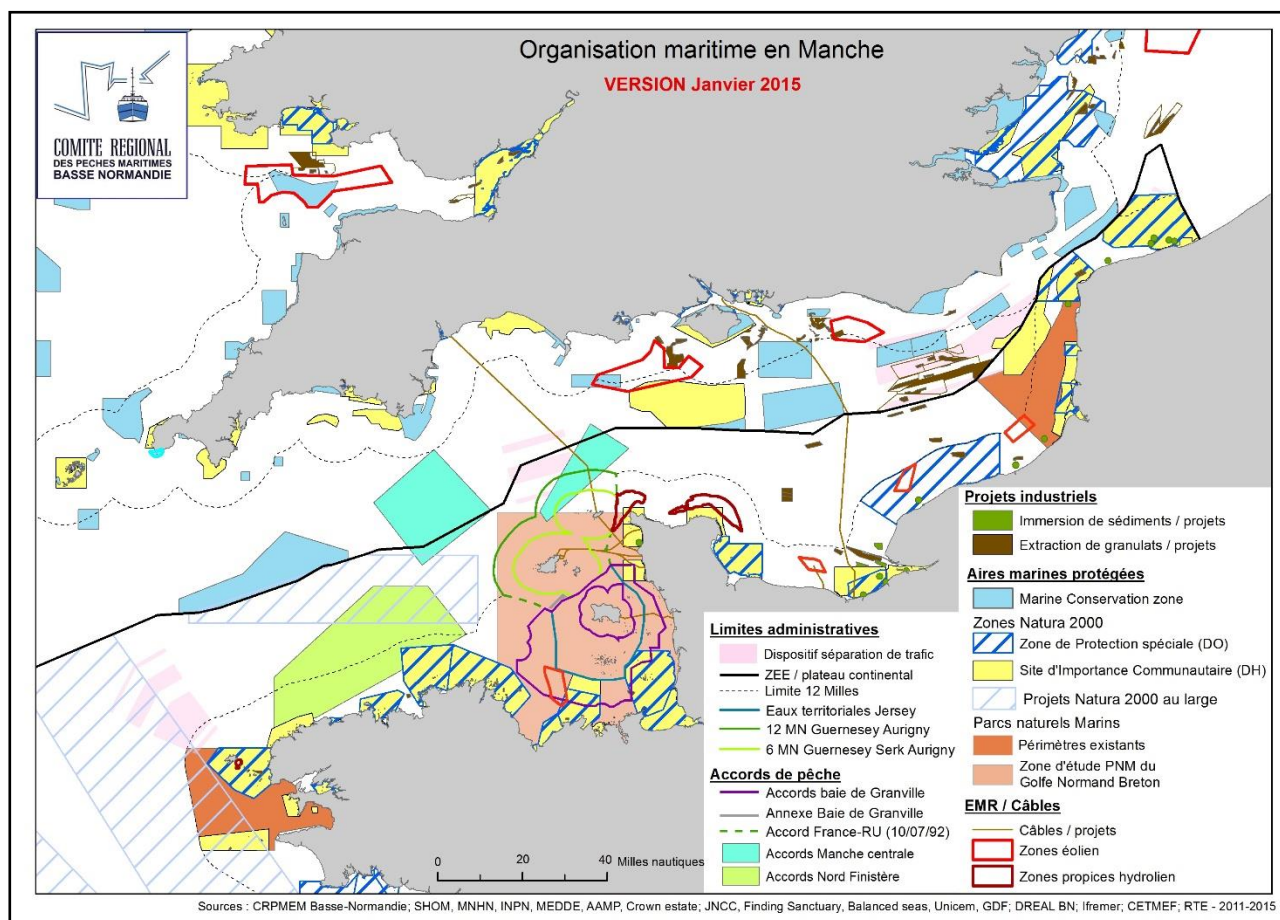 Organisation maritime en Manche
VERSION Janvier 2015
COMITE REGIONAL
DES PECHES MARITIMES
BASSE NORMANDIE
Limites administratives
Dispositif séparation de trafic
ZEE / plateau continental
Limite 12 Milles
Eaux territoriales Jersey
12 MN Guernesey Aurigny
6 MN Guernesey Serk Aurigny
Accords de pêche
Accords baie de Granville
Annexe Baie de Granville
Accord France-RU (10/07/92)
Accords Manche centrale
Accords Nord Finistère
Projets industriels
Immersion de sédiments / projets
Extraction de granulats / projets
Aires marines protégées
Marine Conservation zone
Zones Natura 2000
Zone de Protection spéciale (DO)
Site d'Importance Communautaire (DH)
Projets Natura 2000 au large
Parcs naturels Marins
Périmètres existants
Zone d'étude PNM du
Golfe Normand Breton
EMR / Câbles
Câbles / projets
Zones éolien
Zones propices hydrolien
0 20 40 Milles nautiques
Sources : CRPMEM Basse-Normandie; SHOM, MNHN, INPN, MEDDE, AAMP, Crown estate; JNCC, Finding Sanctuary, Balanced seas, Unicem, GDF; DREAL BN; Ifremer; CETMEF; RTE - 2011-2015